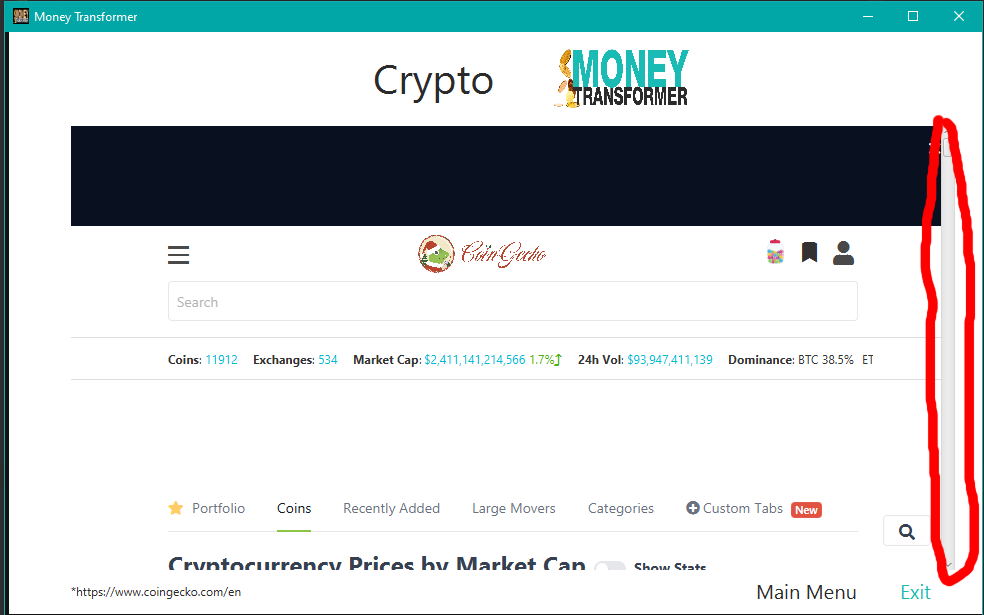 Money Transformer
Crypto
MONEY
TRANSFORMER
CoinGecko
Search
Coins: 11912 Exchanges: 534 Market Cap: $2,411,141,214,566 1.7% 24h Vol: $93,947,411,139 Dominance: BTC 38.5% ET
Portfolio Coins Recently Added Large Movers Categories Custom Tabs New
Cryptocurrency Prices by Market Cap Show Stats
*https://www.coingecko.com/en
Main Menu Exit